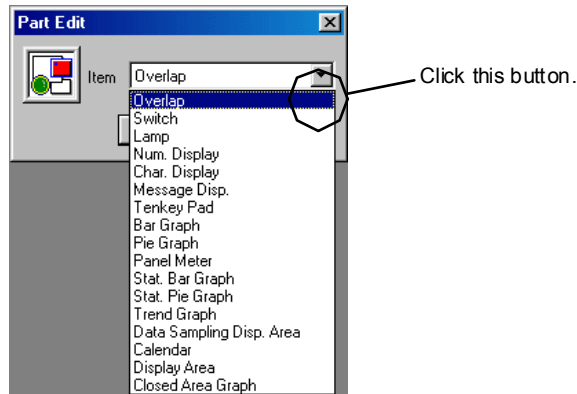 Part Edit
Item Overlap
Click this button.
Overlap
Switch
Lamp
Num. Display
Char. Display
Message Disp.
Tenkey Pad
Bar Graph
Pie Graph
Panel Meter
Stat. Bar Graph
Stat. Pie Graph
Trend Graph
Data Sampling Disp. Area
Calendar
Display Area
Closed Area Graph